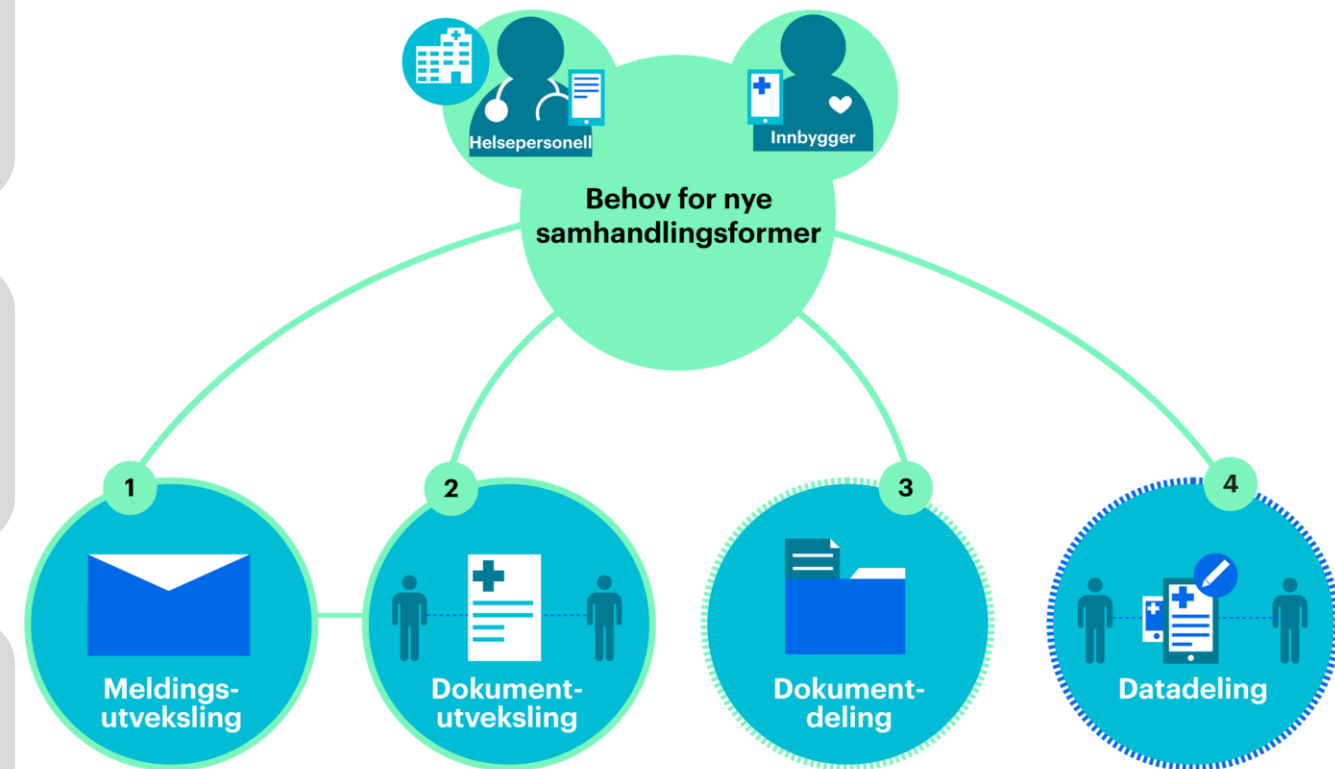 Helsepersonell
Innbygger
Behov for nye
samhandlingsformer
1
2
3
4
Meldings-
utveksling
Dokument-
utveksling
Dokument-
deling
Datadeling